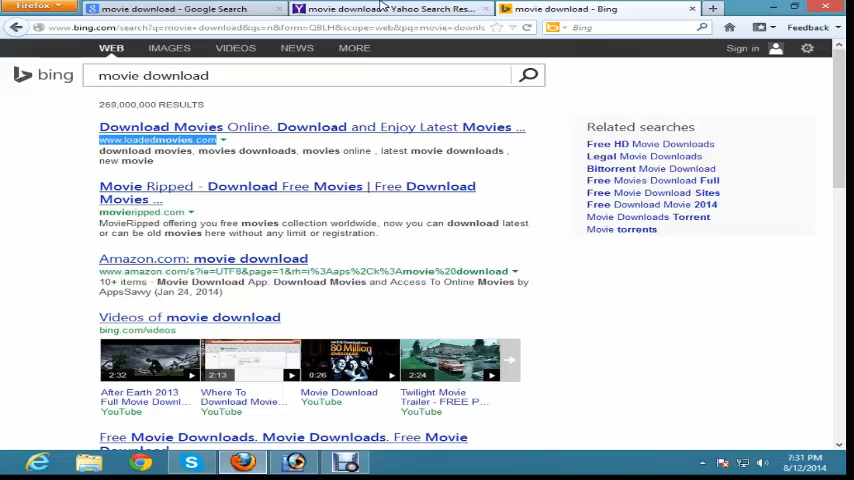 Firefox
movie download - Google Search
movie download - Yahoo Search Res...
movie download - Bing
www.bing.com/search?q=movie+download&qs=n&form=QBLH&scope=web&pq=movie+downl
Bing
Feedback
WEB IMAGES VIDEOS NEWS MORE
Sign in
bing
movie download
269,000,000 RESULTS
Download Movies Online. Download and Enjoy Latest Movies ...
www.loadedmovies.com
download movies, movies downloads, movies online , latest movie downloads ,
new movie
Movie Ripped - Download Free Movies | Free Download
Movies ...
movieripped.com
MovieRipped offering you free movies collection worldwide, now you can download latest
or can be old movies here without any limit or registration.
Amazon.com: movie download
www.amazon.com/s?ie=UTF8&page=1&rh=i%3Aaps%2Ck%3Amovie%20download
10+ items · Movie Download App: Download Movies and Access To Online Movies by
AppsSavvy (Jan 24, 2014)
Videos of movie download
bing.com/videos
2:32
2:13
80 Million
0:26
2:24
After Earth 2013
Full Movie Downl...
YouTube
Where To
Download Movie...
YouTube
Movie Download
YouTube
Twilight Movie
Trailer - FREE P...
YouTube
Free Movie Downloads. Movie Downloads. Free Movie
Related searches
Free HD Movie Downloads
Legal Movie Downloads
Bittorrent Movie Download
Free Movies Download Full
Free Movie Download Sites
Free Download Movie 2014
Movie Downloads Torrent
Movie torrents
7:31 PM
8/12/2014